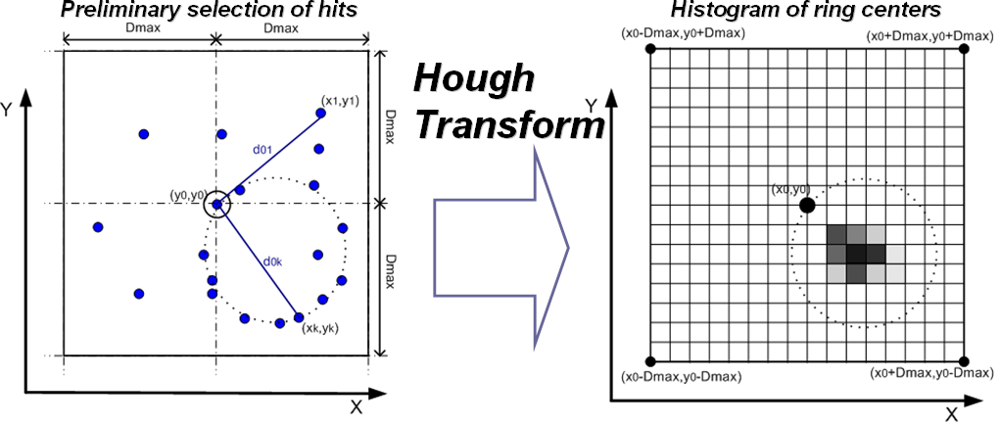 Preliminary selection of hits
Dmax
Dmax
Y
(x1,y1)
Dmax
d01
(y0,y0)
d0k
Dmax
(xk,yk)
X
Hough
Transform
Histogram of ring centers
(x0-Dmax,y0+Dmax)
(x0+Dmax,y0+Dmax)
Y
(x0,y0)
(x0-Dmax,y0-Dmax)
(x0+Dmax,y0-Dmax)
X